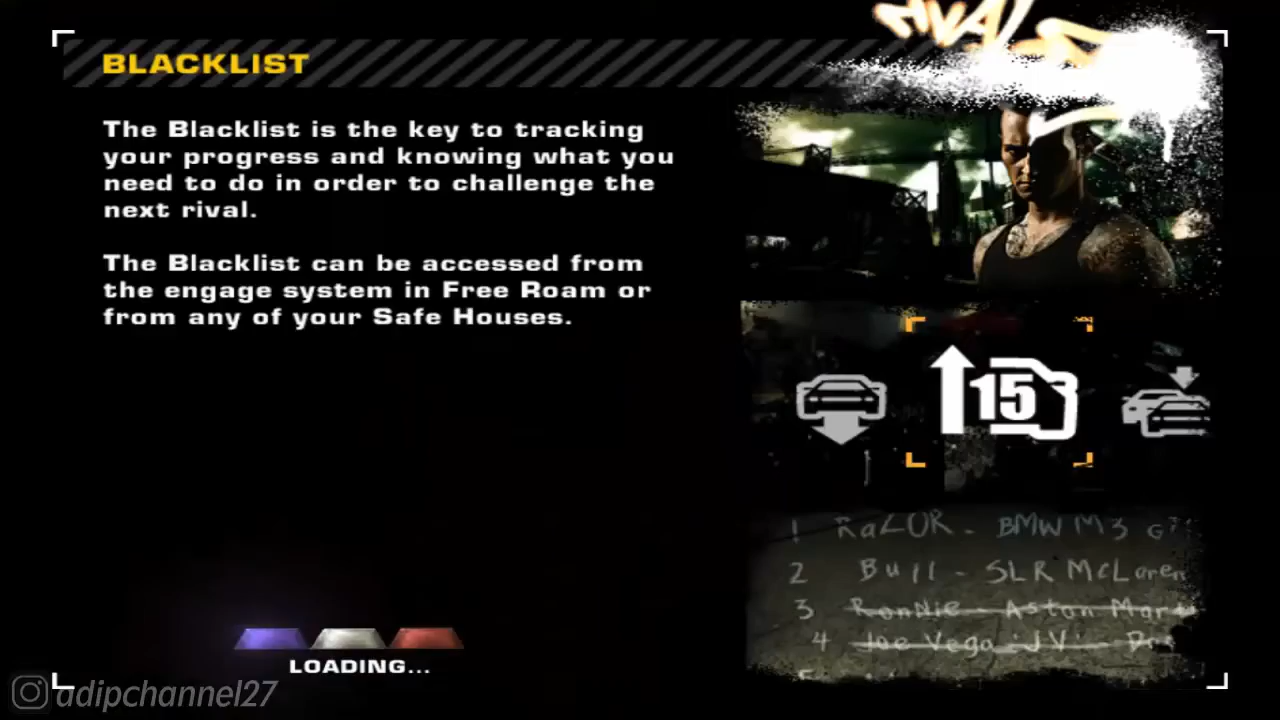 RIVAL
BLACKLIST
The Blacklist is the key to tracking
your progress and knowing what you
need to do in order to challenge the
next rival.
The Blacklist can be accessed from
the engage system in Free Roam or
from any of your Safe Houses.
15
1 RaZOR - BMW M3
2 Bull - SLR McLaren
3 Ronnie - Aston
4 Joe Vega 'JV' -
LOADING...
adipchannel27